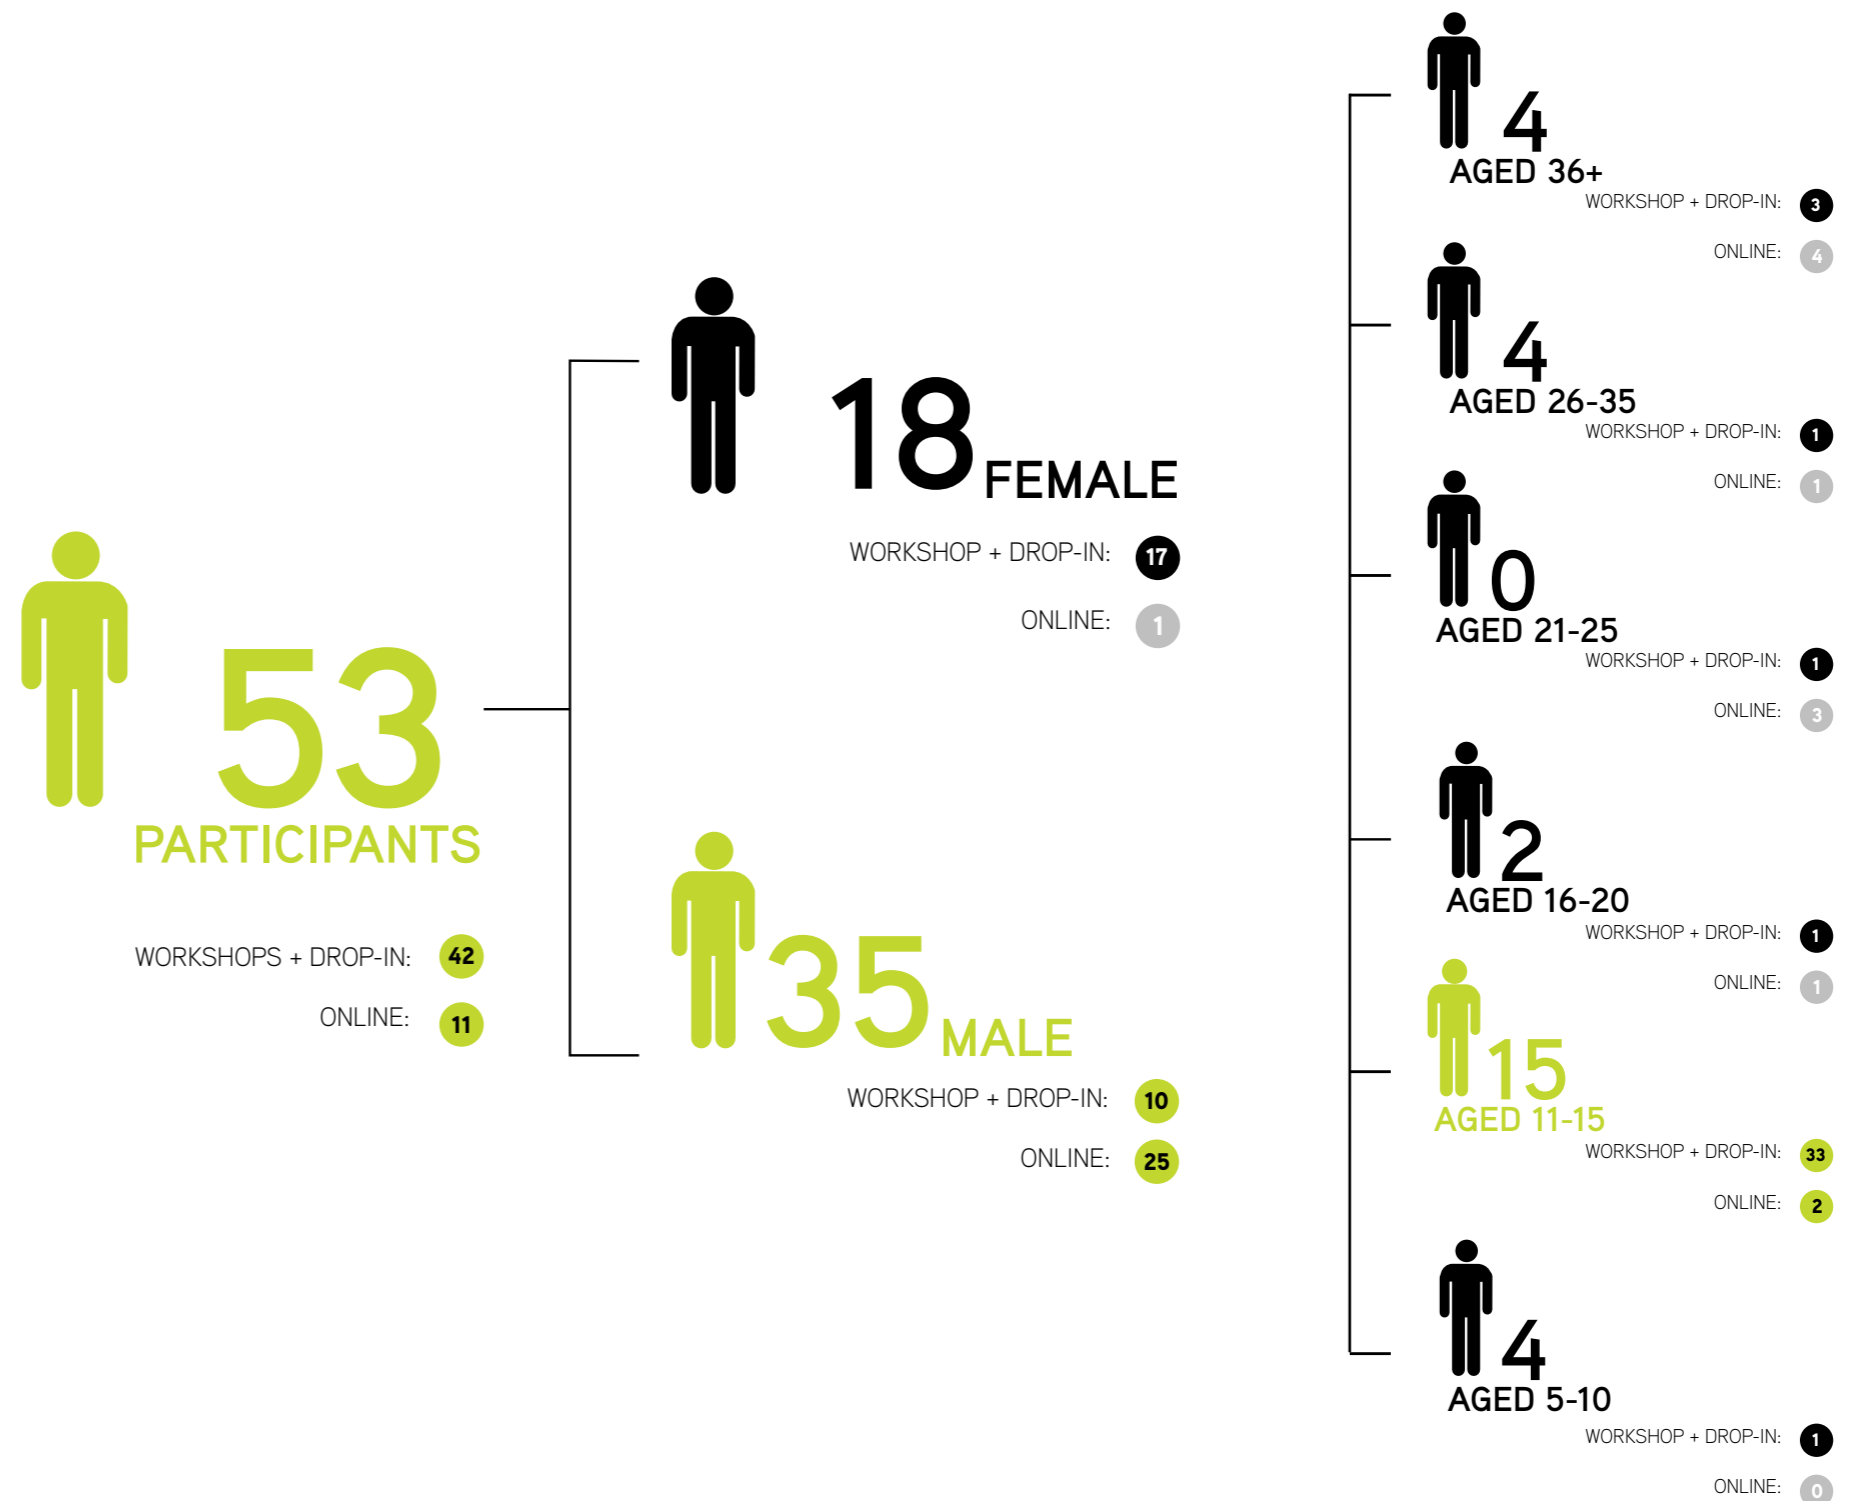 53
PARTICIPANTS
WORKSHOPS + DROP-IN: 42
ONLINE: 11
18 FEMALE
WORKSHOP + DROP-IN: 17
ONLINE: 1
35 MALE
WORKSHOP + DROP-IN: 10
ONLINE: 25
4
AGED 36+
WORKSHOP + DROP-IN: 3
ONLINE: 4
4
AGED 26-35
WORKSHOP + DROP-IN: 1
ONLINE: 1
0
AGED 21-25
WORKSHOP + DROP-IN: 1
ONLINE: 3
2
AGED 16-20
WORKSHOP + DROP-IN: 1
ONLINE: 1
15
AGED 11-15
WORKSHOP + DROP-IN: 33
ONLINE: 2
4
AGED 5-10
WORKSHOP + DROP-IN: 1
ONLINE: 0